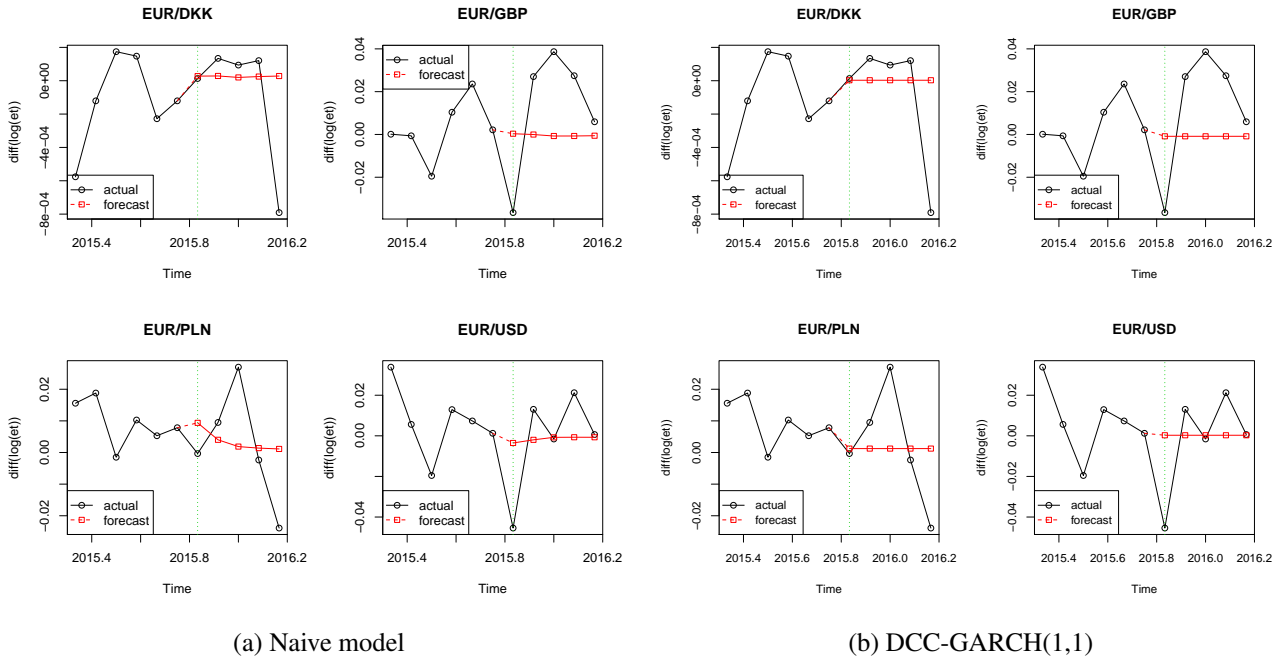 EUR/DKK
diff(log(et))
0e+00
−4e−04
−8e−04
actual
forecast
2015.4
2015.8
2016.2
Time
EUR/GBP
diff(log(et))
0.04
0.02
0.00
−0.02
actual
forecast
2015.4
2015.8
2016.2
Time
EUR/DKK
diff(log(et))
0e+00
−4e−04
−8e−04
actual
forecast
2015.4
2015.6
2015.8
2016.0
2016.2
Time
EUR/GBP
diff(log(et))
0.04
0.02
0.00
−0.02
actual
forecast
2015.4
2015.6
2015.8
2016.0
2016.2
Time
EUR/PLN
diff(log(et))
0.02
0.00
−0.02
actual
forecast
2015.4
2015.8
2016.2
Time
EUR/USD
diff(log(et))
0.02
0.00
−0.04
actual
forecast
2015.4
2015.8
2016.2
Time
EUR/PLN
diff(log(et))
0.02
0.00
−0.02
actual
forecast
2015.4
2015.6
2015.8
2016.0
2016.2
Time
EUR/USD
diff(log(et))
0.02
0.00
−0.04
actual
forecast
2015.4
2015.6
2015.8
2016.0
2016.2
Time
(a) Naive model
(b) DCC-GARCH(1,1)